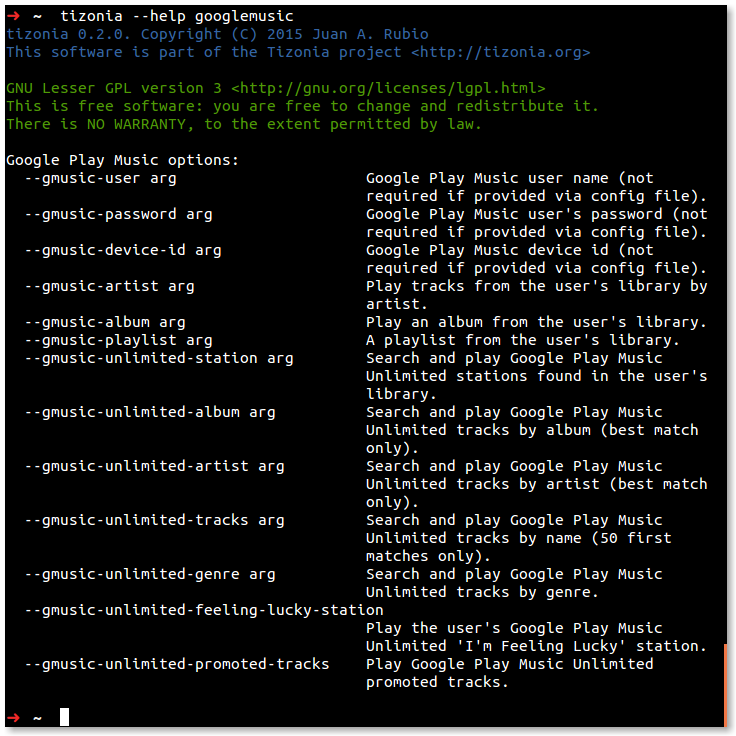 ➜  ~  tizonia --help googlemusic
tizonia 0.2.0. Copyright (C) 2015 Juan A. Rubio
This software is part of the Tizonia project <http://tizonia.org>
GNU Lesser GPL version 3 <http://gnu.org/licenses/lgpl.html>
This is free software: you are free to change and redistribute it.
There is NO WARRANTY, to the extent permitted by law.
Google Play Music options:
  --gmusic-user arg                     Google Play Music user name (not
                                        required if provided via config file).
  --gmusic-password arg                 Google Play Music user's password (not
                                        required if provided via config file).
  --gmusic-device-id arg                Google Play Music device id (not
                                        required if provided via config file).
  --gmusic-artist arg                   Play tracks from the user's library by
                                        artist.
  --gmusic-album arg                    Play an album from the user's library.
  --gmusic-playlist arg                 A playlist from the user's library.
  --gmusic-unlimited-station arg        Search and play Google Play Music
                                        Unlimited stations found in the user's
                                        library.
  --gmusic-unlimited-album arg          Search and play Google Play Music
                                        Unlimited tracks by album (best match
                                        only).
  --gmusic-unlimited-artist arg         Search and play Google Play Music
                                        Unlimited tracks by artist (best match
                                        only).
  --gmusic-unlimited-tracks arg         Search and play Google Play Music
                                        Unlimited tracks by name (50 first
                                        matches only).
  --gmusic-unlimited-genre arg          Search and play Google Play Music
                                        Unlimited tracks by genre.
  --gmusic-unlimited-feeling-lucky-station
                                        Play the user's Google Play Music
                                        Unlimited 'I'm Feeling Lucky' station.
  --gmusic-unlimited-promoted-tracks    Play Google Play Music Unlimited
                                        promoted tracks.
➜  ~